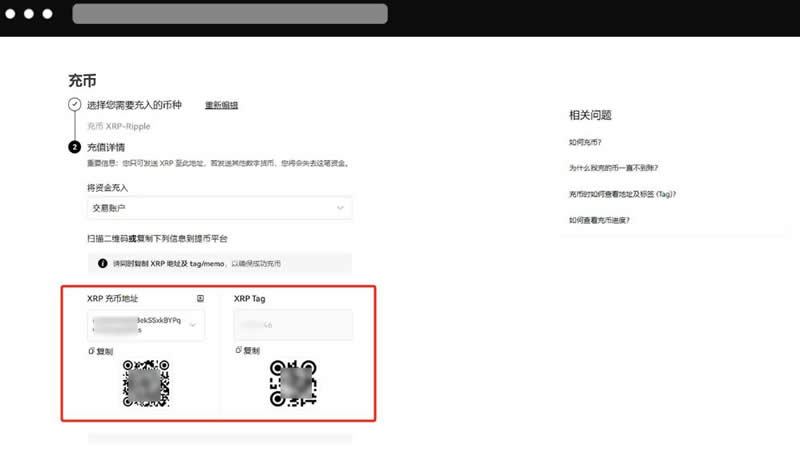 充币
选择您需要充入的币种 重新编辑
充币 XRP-Ripple
2 充值详情
重要信息：您只可发送 XRP 至此地址，若发送其他数字货币，您将会失去这笔资金。
将资金充入
交易账户
扫描二维码或复制下列信息到提币平台
请同时复制 XRP 地址及 tag/memo，以确保成功充币
XRP 充币地址
ekSSxkBYPq
s
复制
XRP Tag
46
复制
相关问题
如何充币？
为什么我充的币一直不到账？
充币时如何查看地址及标签 (Tag)？
如何查看充币进度？